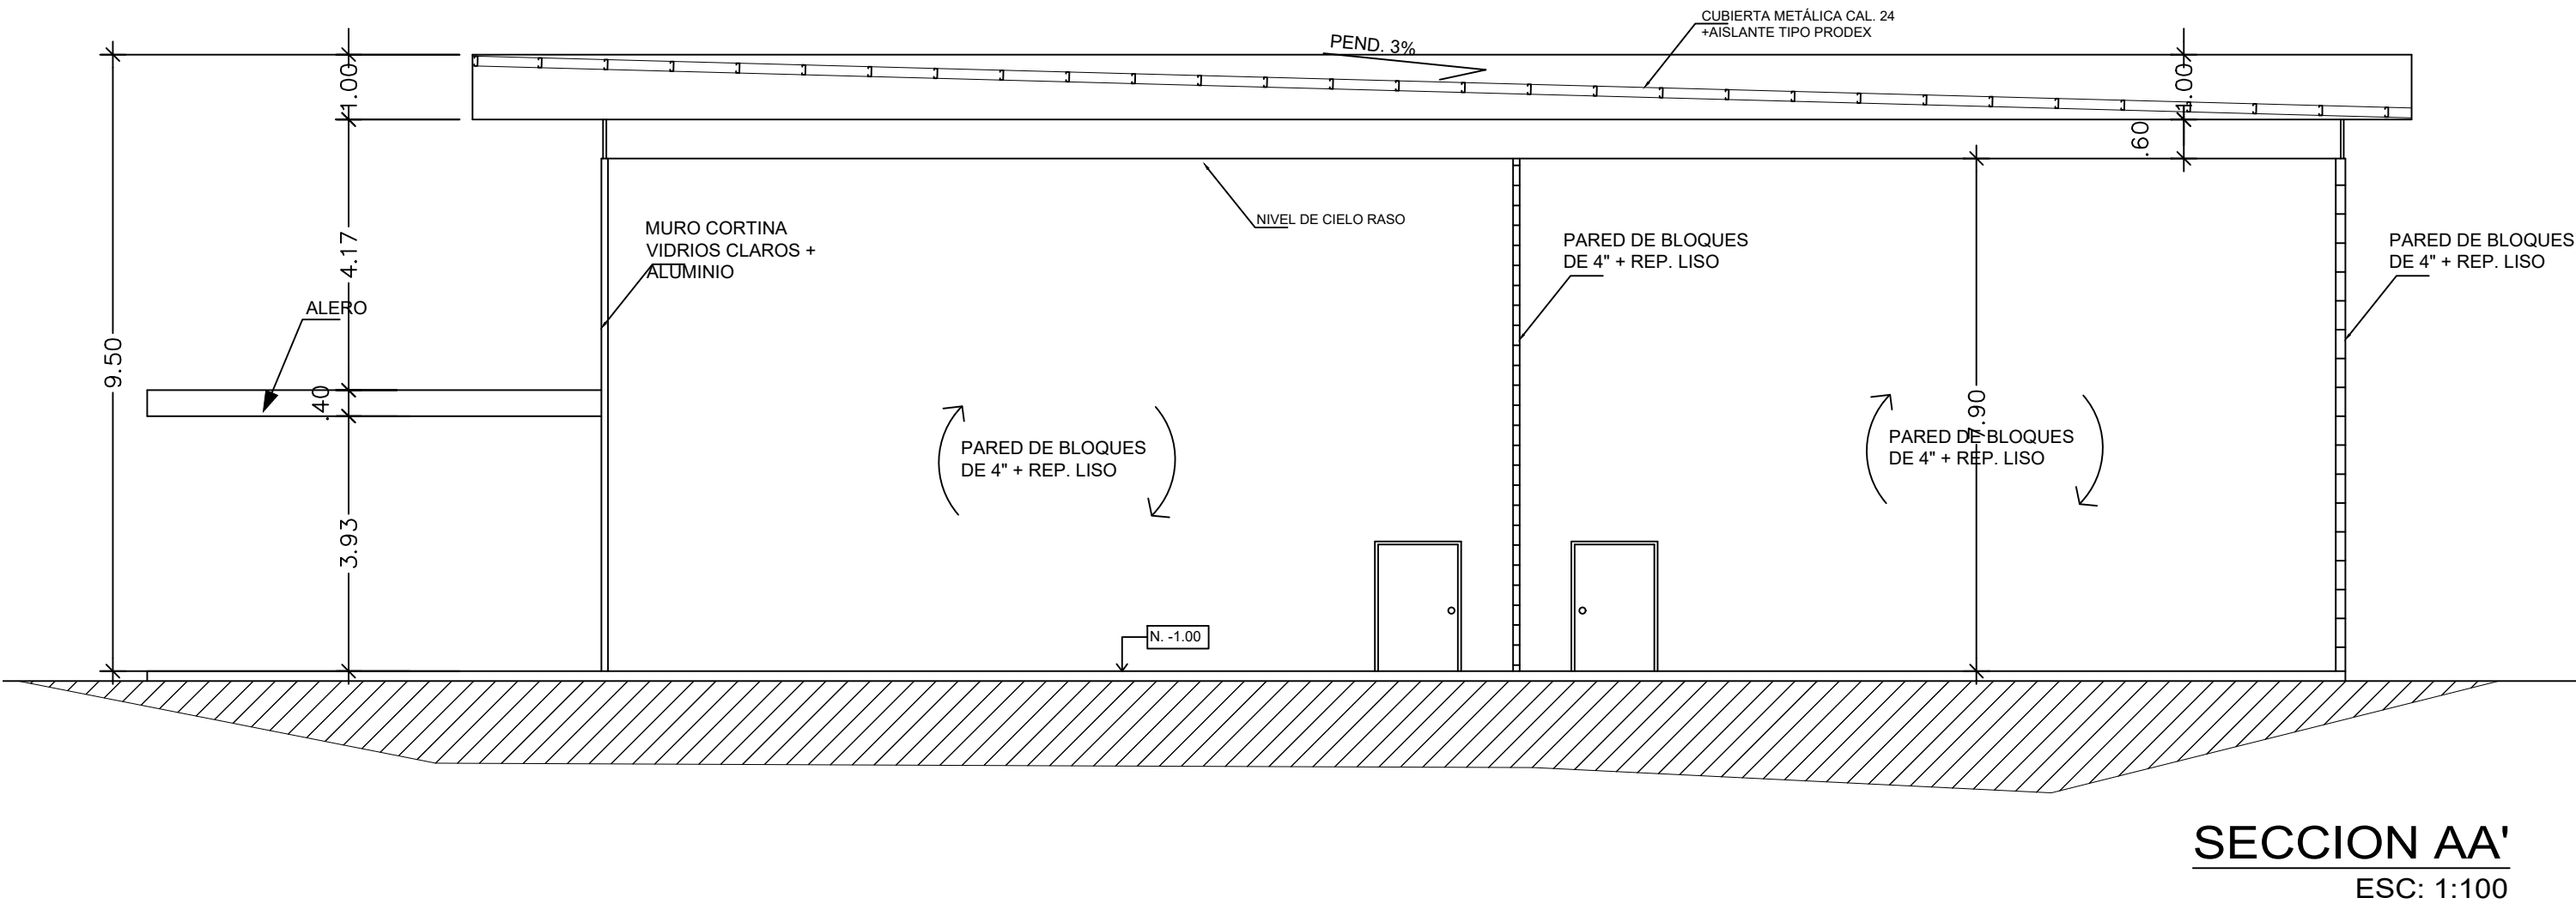 CUBIERTA METÁLICA CAL. 24
+AISLANTE TIPO PRODEX
PEND. 3%
1.00
1.00
.60
NIVEL DE CIELO RASO
MURO CORTINA
VIDRIOS CLAROS +
ALUMINIO
PARED DE BLOQUES
DE 4" + REP. LISO
PARED DE BLOQUES
DE 4" + REP. LISO
4.17
ALERO
9.50
.40
7.90
PARED DE BLOQUES
DE 4" + REP. LISO
PARED DE BLOQUES
DE 4" + REP. LISO
3.93
N. -1.00
SECCION AA'
ESC: 1:100